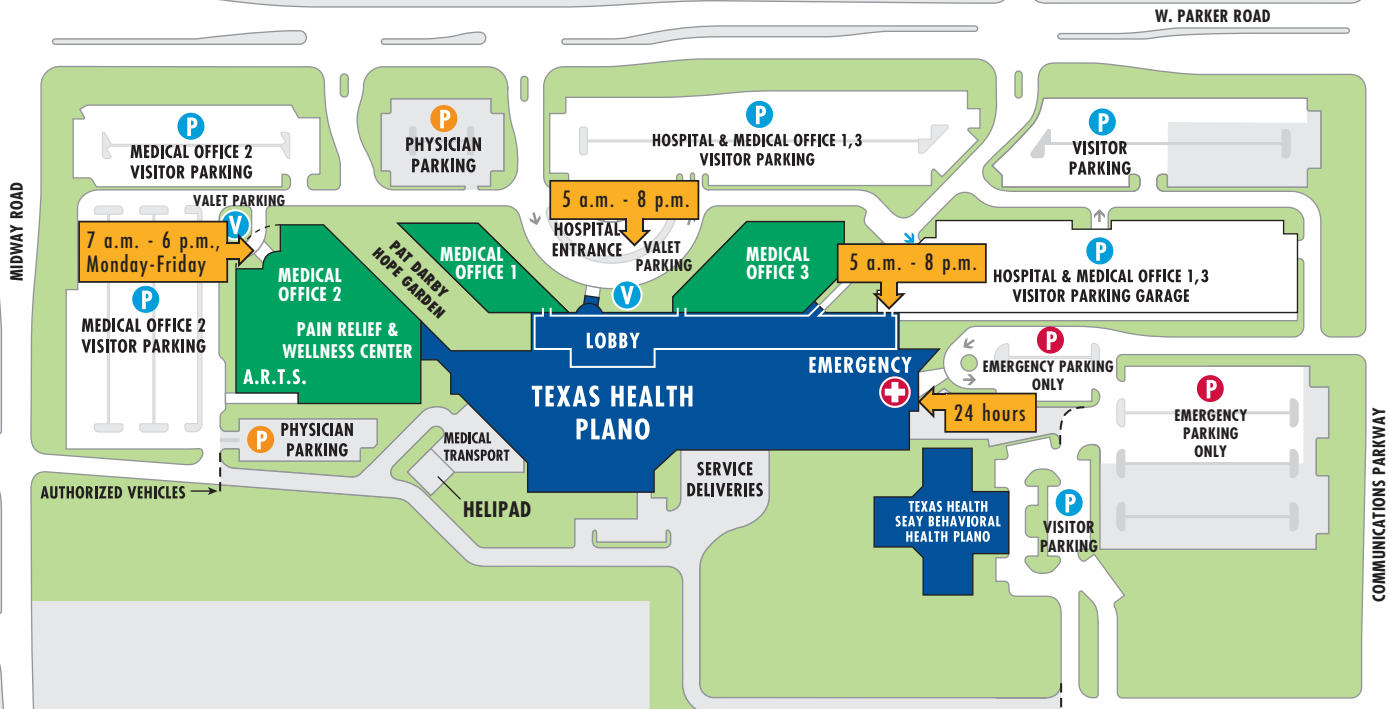 W. PARKER ROAD
MIDWAY ROAD
P
MEDICAL OFFICE 2
VISITOR PARKING
P
PHYSICIAN
PARKING
P
HOSPITAL & MEDICAL OFFICE 1,3
VISITOR PARKING
P
VISITOR
PARKING
VALET PARKING
V
7 a.m. - 6 p.m.,
Monday-Friday
5 a.m. - 8 p.m.
HOSPITAL
ENTRANCE
VALET
PARKING
V
PAT DARBY
HOPE GARDEN
MEDICAL
OFFICE 1
MEDICAL
OFFICE 3
5 a.m. - 8 p.m.
P
HOSPITAL & MEDICAL OFFICE 1,3
VISITOR PARKING GARAGE
P
MEDICAL OFFICE 2
VISITOR PARKING
MEDICAL
OFFICE 2
PAIN RELIEF &
WELLNESS CENTER
A.R.T.S.
LOBBY
EMERGENCY
TEXAS HEALTH
PLANO
P
EMERGENCY PARKING
ONLY
24 hours
P
EMERGENCY
PARKING
ONLY
P
PHYSICIAN
PARKING
MEDICAL
TRANSPORT
HELIPAD
SERVICE
DELIVERIES
AUTHORIZED VEHICLES
TEXAS HEALTH
SEAY BEHAVIORAL
HEALTH PLANO
P
VISITOR
PARKING
COMMUNICATIONS PARKWAY